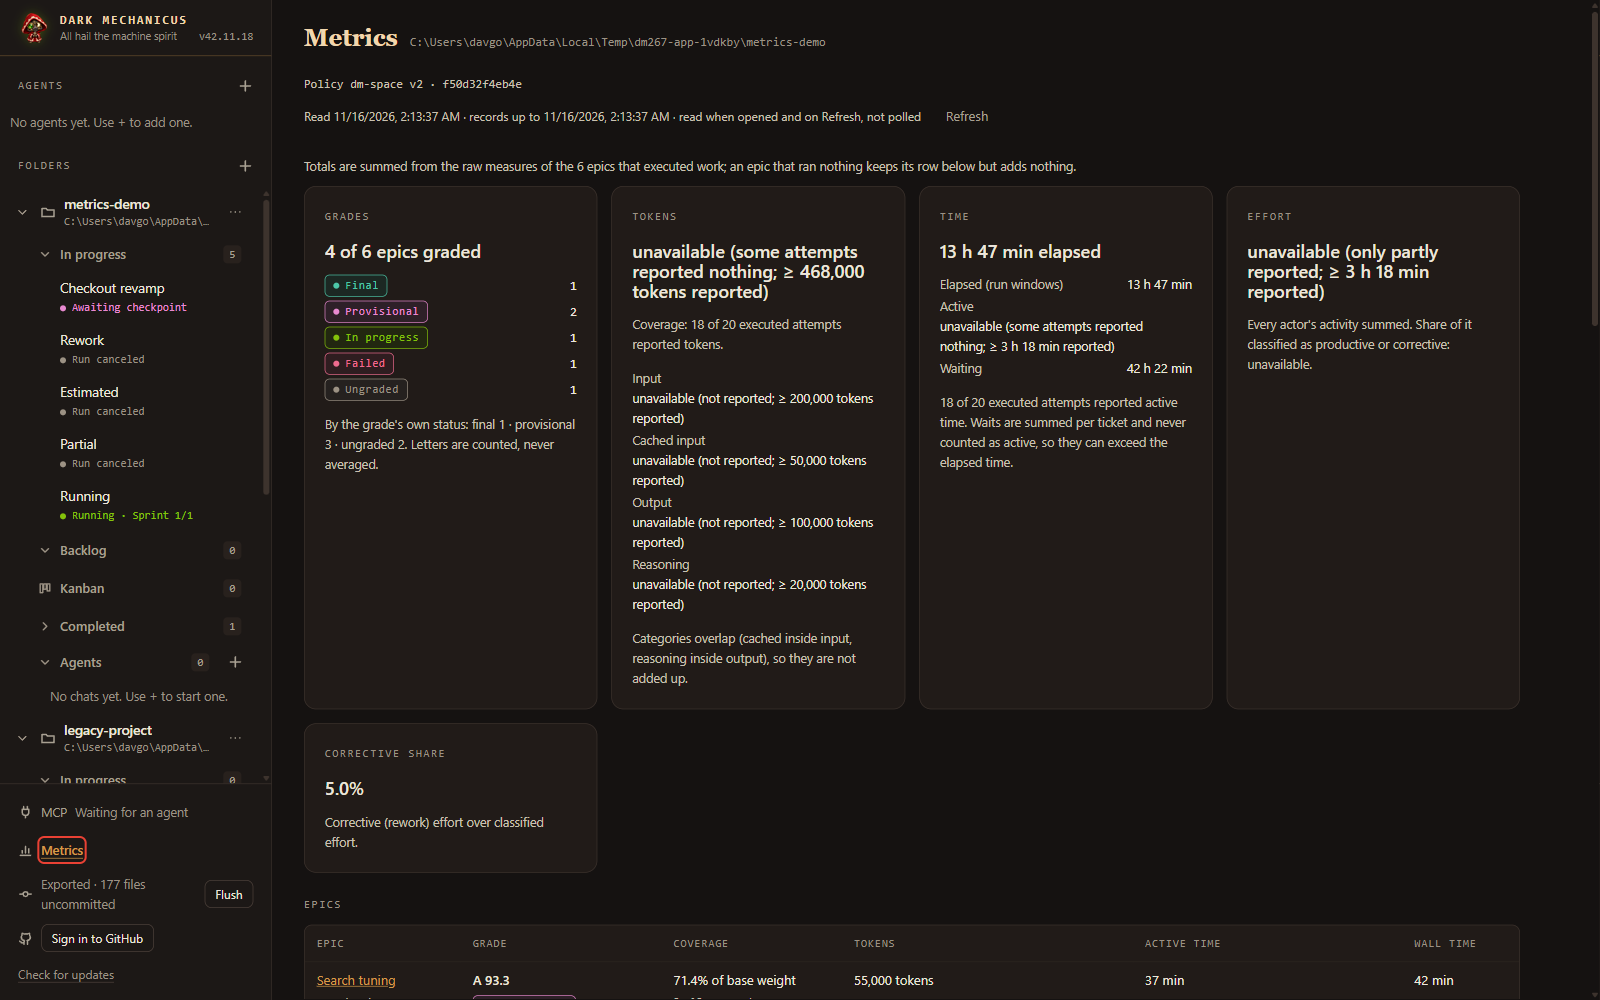 DARK MECHANICUS
All hail the machine spirit v42.11.18
AGENTS
No agents yet. Use + to add one.
FOLDERS
metrics-demo
C:\Users\davgo\AppData\…
In progress 5
Checkout revamp
Awaiting checkpoint
Rework
Run canceled
Estimated
Run canceled
Partial
Run canceled
Running
Running · Sprint 1/1
Backlog 0
Kanban 0
Completed 1
Agents 0
No chats yet. Use + to start one.
legacy-project
C:\Users\davgo\AppData\…
In progress 0
MCP Waiting for an agent
Metrics
Exported · 177 files
uncommitted
Flush
Sign in to GitHub
Check for updates
Metrics C:\Users\davgo\AppData\Local\Temp\dm267-app-1vdkby\metrics-demo
Policy dm-space v2 · f50d32f4eb4e
Read 11/16/2026, 2:13:37 AM · records up to 11/16/2026, 2:13:37 AM · read when opened and on Refresh, not polled Refresh
Totals are summed from the raw measures of the 6 epics that executed work; an epic that ran nothing keeps its row below but adds nothing.
GRADES
4 of 6 epics graded
Final 1
Provisional 2
In progress 1
Failed 1
Ungraded 1
By the grade's own status: final 1 · provisional
3 · ungraded 2. Letters are counted, never
averaged.
TOKENS
unavailable (some attempts
reported nothing; ≥ 468,000
tokens reported)
Coverage: 18 of 20 executed attempts
reported tokens.
Input
unavailable (not reported; ≥ 200,000 tokens
reported)
Cached input
unavailable (not reported; ≥ 50,000 tokens
reported)
Output
unavailable (not reported; ≥ 100,000 tokens
reported)
Reasoning
unavailable (not reported; ≥ 20,000 tokens
reported)
Categories overlap (cached inside input,
reasoning inside output), so they are not
added up.
TIME
13 h 47 min elapsed
Elapsed (run windows) 13 h 47 min
Active
unavailable (some attempts reported
nothing; ≥ 3 h 18 min reported)
Waiting 42 h 22 min
18 of 20 executed attempts reported active
time. Waits are summed per ticket and never
counted as active, so they can exceed the
elapsed time.
EFFORT
unavailable (only partly
reported; ≥ 3 h 18 min
reported)
Every actor's activity summed. Share of it
classified as productive or corrective:
unavailable.
CORRECTIVE SHARE
5.0%
Corrective (rework) effort over classified
effort.
EPICS
EPIC GRADE COVERAGE TOKENS ACTIVE TIME WALL TIME
Search tuning A 93.3 71.4% of base weight 55,000 tokens 37 min 42 min